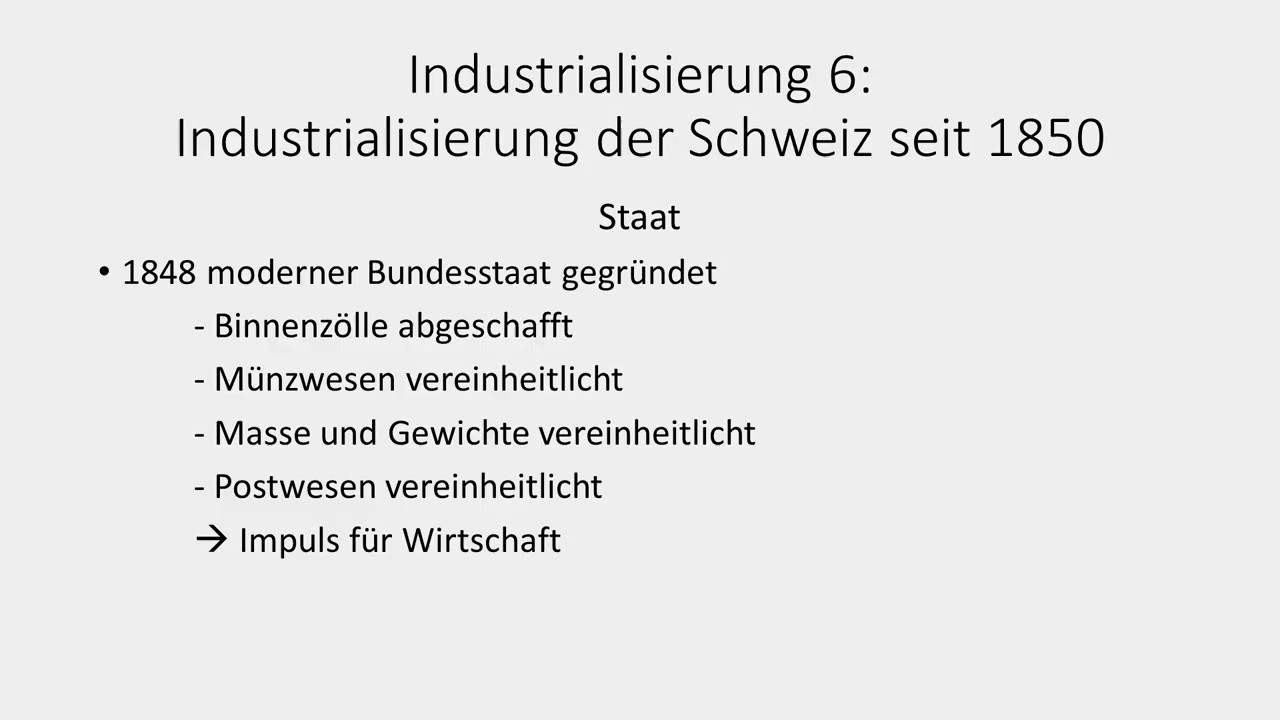 Industrialisierung 6:
Industrialisierung der Schweiz seit 1850
Staat
• 1848 moderner Bundesstaat gegründet
- Binnenzölle abgeschafft
- Münzwesen vereinheitlicht
- Masse und Gewichte vereinheitlicht
- Postwesen vereinheitlicht
→ Impuls für Wirtschaft